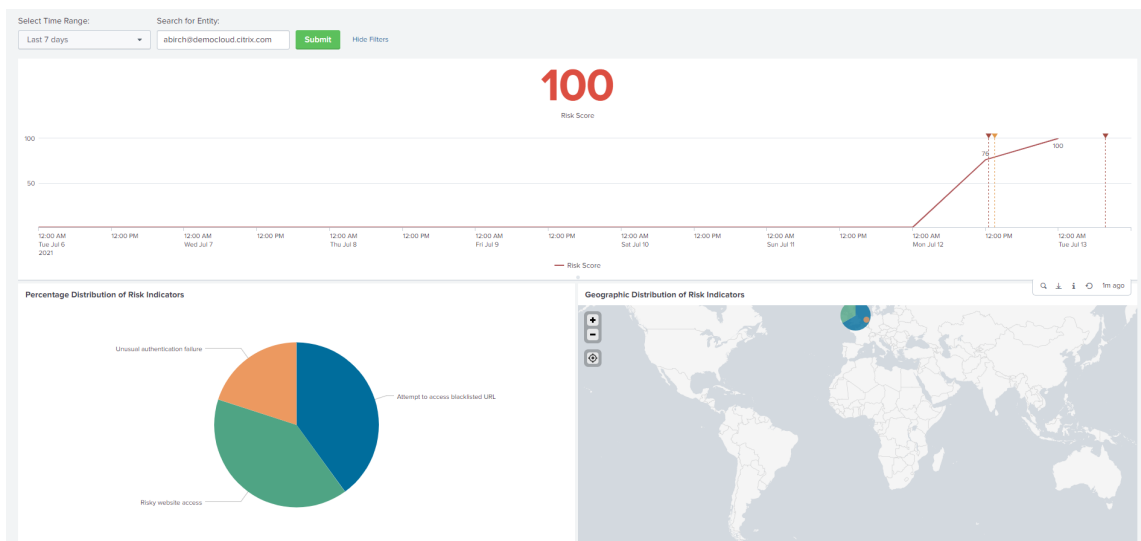 Select Time Range: Search for Entity:
Last 7 days abirch@democloud.citrix.com Submit Hide Filters
100
Risk Score
100
76 100
50
12:00 AM 12:00 PM 12:00 AM 12:00 PM 12:00 AM 12:00 PM 12:00 AM 12:00 PM 12:00 AM 12:00 PM 12:00 AM 12:00 PM 12:00 AM 12:00 PM 12:00 AM
Tue Jul 6 Wed Jul 7 Thu Jul 8 Fri Jul 9 Sat Jul 10 Sun Jul 11 Mon Jul 12 Tue Jul 13
2021
Risk Score
Percentage Distribution of Risk Indicators
Unusual authentication failure
Attempt to access blacklisted URL
Risky website access
Geographic Distribution of Risk Indicators
1m ago
+
-